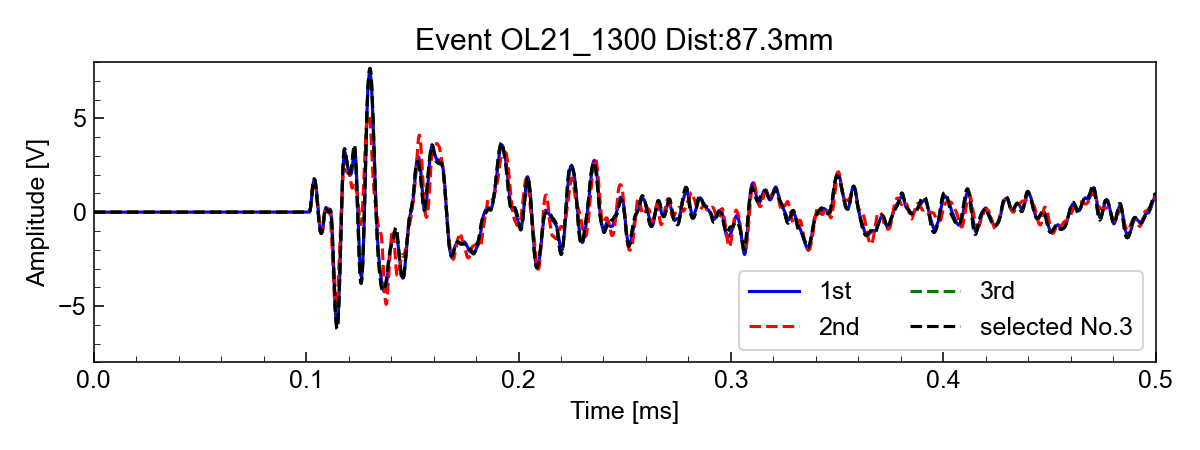 Event OL21_1300 Dist:87.3mm
Amplitude [V]
5
0
−5
1st
2nd
3rd
selected No.3
0.0 0.1 0.2 0.3 0.4 0.5
Time [ms]